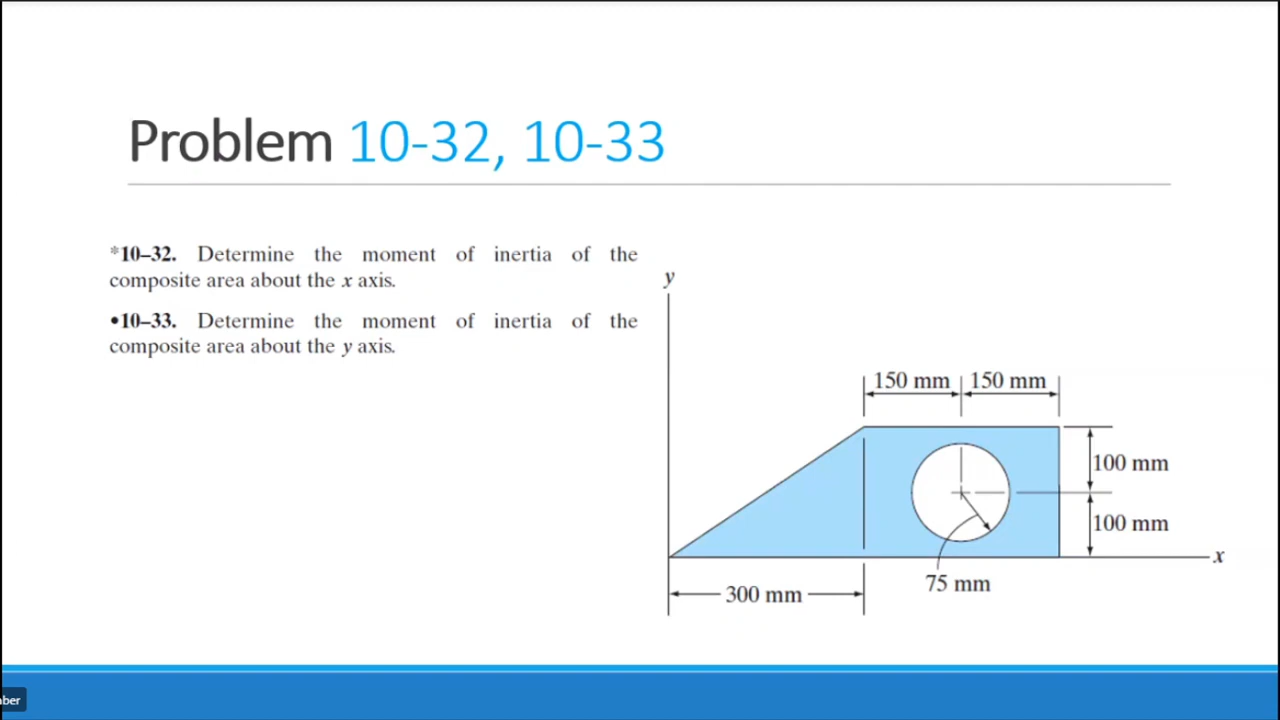 Problem 10-32, 10-33
*10–32. Determine the moment of inertia of the
composite area about the x axis.
•10–33. Determine the moment of inertia of the
composite area about the y axis.
y
150 mm 150 mm
100 mm
100 mm
x
75 mm
300 mm